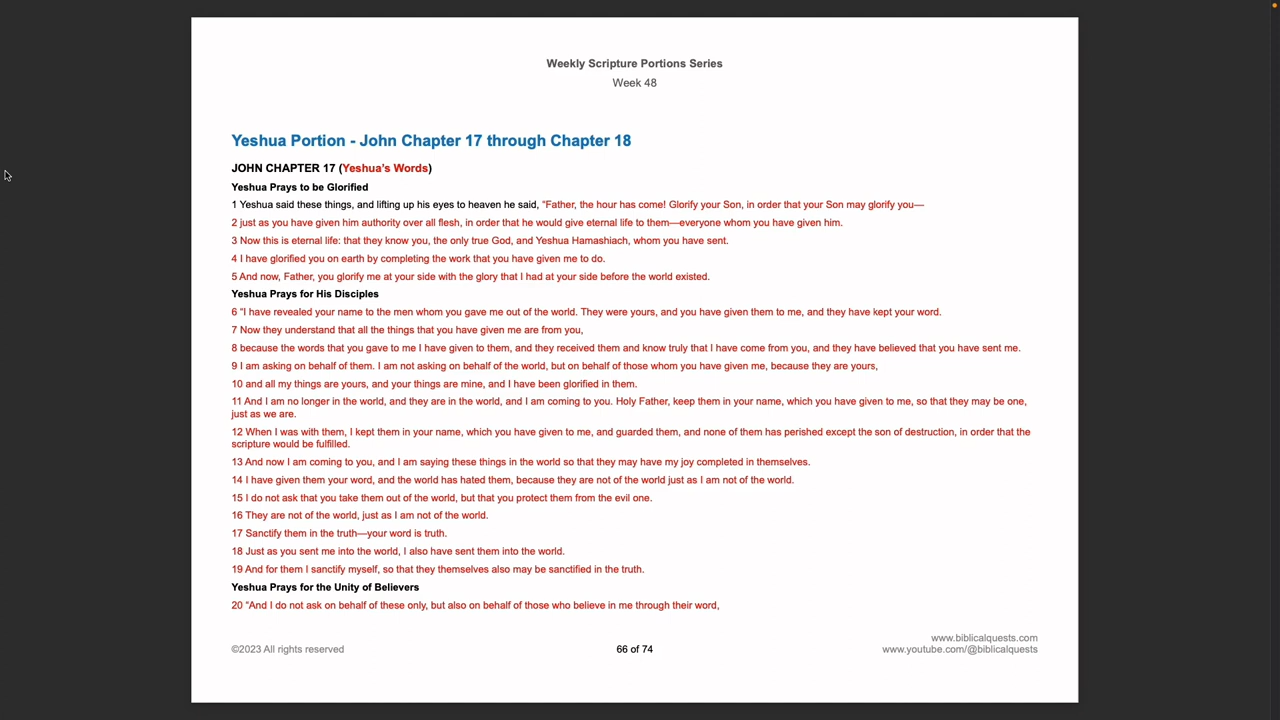 Weekly Scripture Portions Series
Week 48
Yeshua Portion - John Chapter 17 through Chapter 18
JOHN CHAPTER 17 (Yeshua's Words)
Yeshua Prays to be Glorified
1 Yeshua said these things, and lifting up his eyes to heaven he said, "Father, the hour has come! Glorify your Son, in order that your Son may glorify you—
2 just as you have given him authority over all flesh, in order that he would give eternal life to them—everyone whom you have given him.
3 Now this is eternal life: that they know you, the only true God, and Yeshua Hamashiach, whom you have sent.
4 I have glorified you on earth by completing the work that you have given me to do.
5 And now, Father, you glorify me at your side with the glory that I had at your side before the world existed.
Yeshua Prays for His Disciples
6 "I have revealed your name to the men whom you gave me out of the world. They were yours, and you have given them to me, and they have kept your word.
7 Now they understand that all the things that you have given me are from you,
8 because the words that you gave to me I have given to them, and they received them and know truly that I have come from you, and they have believed that you have sent me.
9 I am asking on behalf of them. I am not asking on behalf of the world, but on behalf of those whom you have given me, because they are yours,
10 and all my things are yours, and your things are mine, and I have been glorified in them.
11 And I am no longer in the world, and they are in the world, and I am coming to you. Holy Father, keep them in your name, which you have given to me, so that they may be one,
just as we are.
12 When I was with them, I kept them in your name, which you have given to me, and guarded them, and none of them has perished except the son of destruction, in order that the
scripture would be fulfilled.
13 And now I am coming to you, and I am saying these things in the world so that they may have my joy completed in themselves.
14 I have given them your word, and the world has hated them, because they are not of the world just as I am not of the world.
15 I do not ask that you take them out of the world, but that you protect them from the evil one.
16 They are not of the world, just as I am not of the world.
17 Sanctify them in the truth—your word is truth.
18 Just as you sent me into the world, I also have sent them into the world.
19 And for them I sanctify myself, so that they themselves also may be sanctified in the truth.
Yeshua Prays for the Unity of Believers
20 "And I do not ask on behalf of these only, but also on behalf of those who believe in me through their word,
©2023 All rights reserved
66 of 74
www.biblicalquests.com
www.youtube.com/@biblicalquests